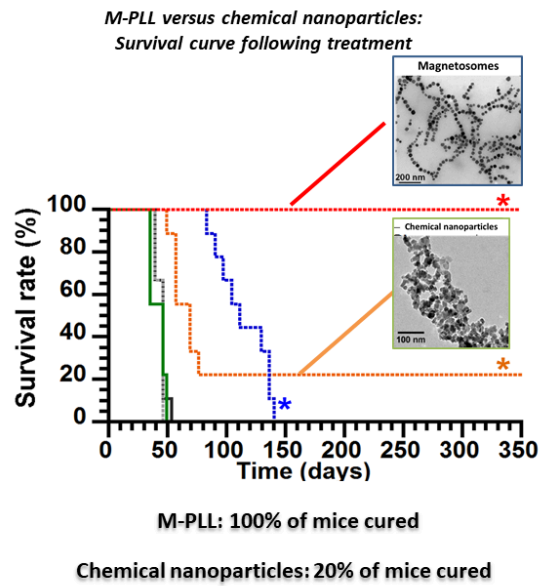 M-PLL versus chemical nanoparticles:
Survival curve following treatment
Magnetosomes
200 nm
*
Chemical nanoparticles
100 nm
*
*
Survival rate (%)
100
80
60
40
20
0
0 50 100 150 200 250 300 350
Time (days)
M-PLL: 100% of mice cured
Chemical nanoparticles: 20% of mice cured